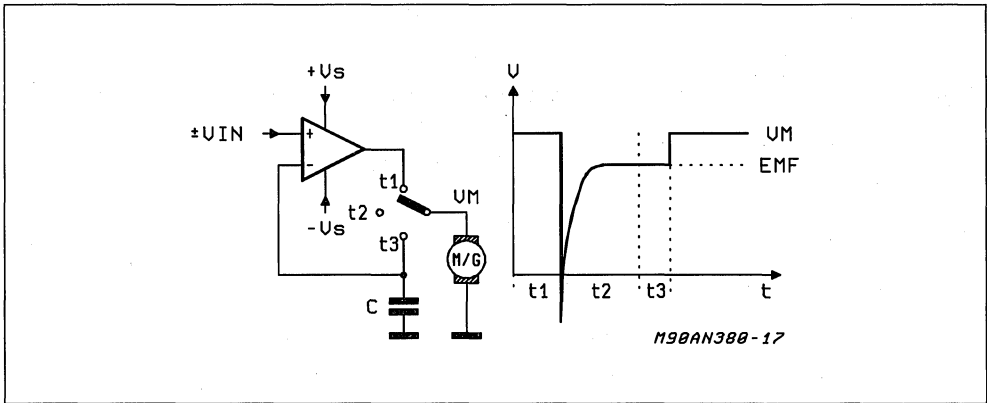 +Vs
±VIN
+
-
-Vs
t1
t2
t3
VM
M/G
C
V
VM
EMF
t1
t2
t3
t
M90AN380-17